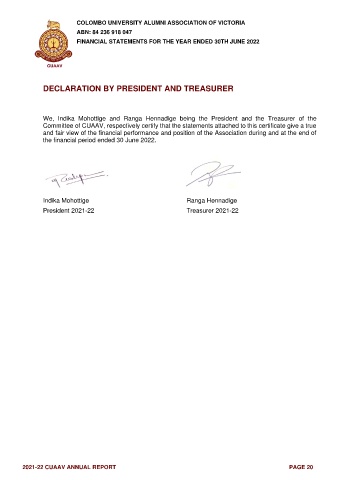 COLOMBO UNIVERSITY ALUMNI ASSOCIATION OF VICTORIA
ABN: 84 236 918 047
FINANCIAL STATEMENTS FOR THE YEAR ENDED 30TH JUNE 2022
CUAAV
DECLARATION BY PRESIDENT AND TREASURER
We, Indika Mohottige and Ranga Hennadige being the President and the Treasurer of the
Committee of CUAAV, respectively certify that the statements attached to this certificate give a true
and fair view of the financial performance and position of the Association during and at the end of
the financial period ended 30 June 2022.
Indika Mohottige
Ranga Hennadige
President 2021-22
Treasurer 2021-22
2021-22 CUAAV ANNUAL REPORT
PAGE 20